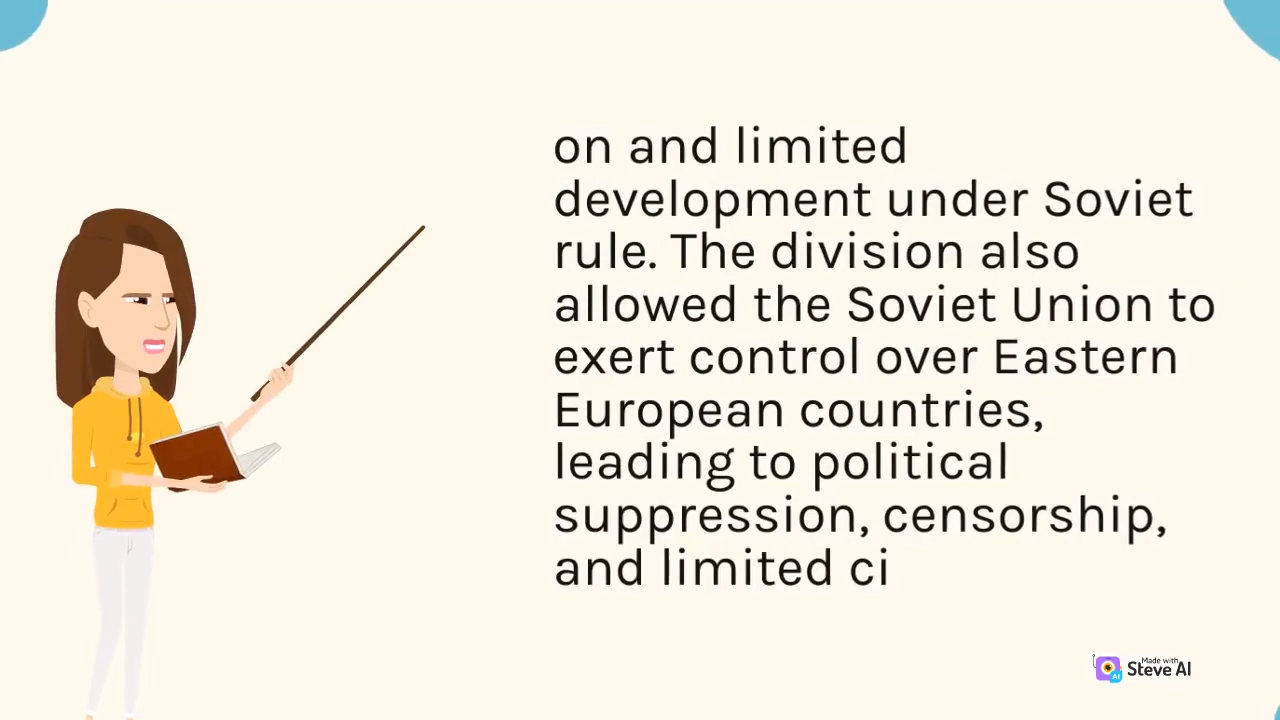 on and limited
development under Soviet
rule. The division also
allowed the Soviet Union to
exert control over Eastern
European countries,
leading to political
suppression, censorship,
and limited ci
Made with
Steve AI
AI